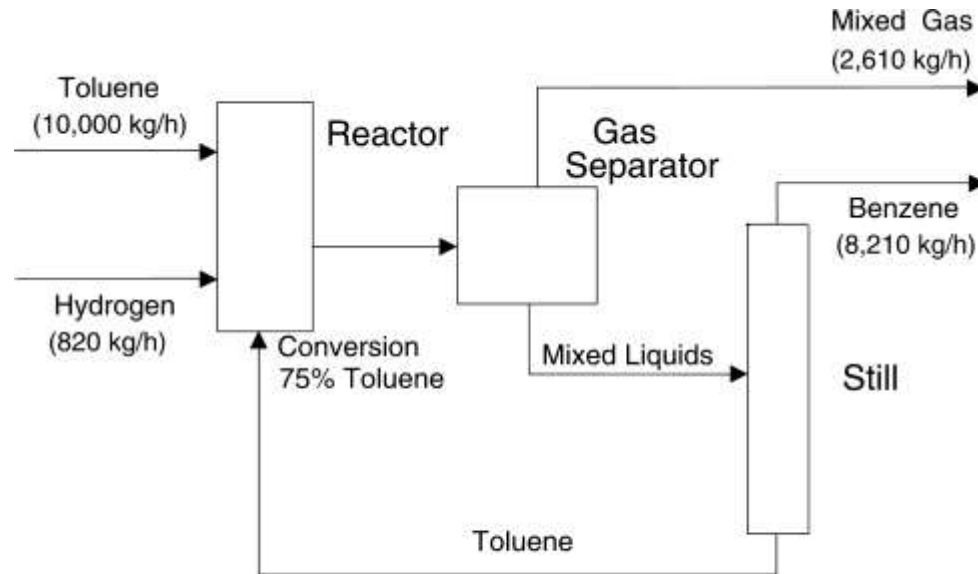 Mixed Gas
(2,610 kg/h)
Toluene
(10,000 kg/h)
Reactor
Gas
Separator
Benzene
(8,210 kg/h)
Hydrogen
(820 kg/h)
Conversion
75% Toluene
Mixed Liquids
Still
Toluene